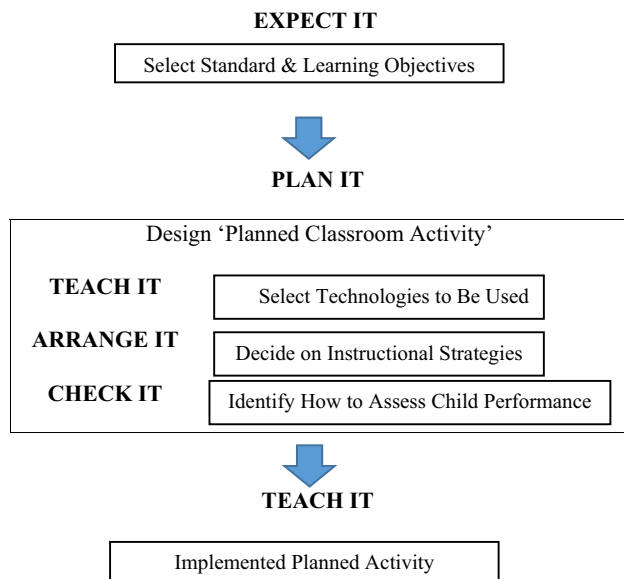 EXPECT IT
Select Standard & Learning Objectives
PLAN IT
Design ‘Planned Classroom Activity’
TEACH IT Select Technologies to Be Used
ARRANGE IT Decide on Instructional Strategies
CHECK IT Identify How to Assess Child Performance
TEACH IT
Implemented Planned Activity